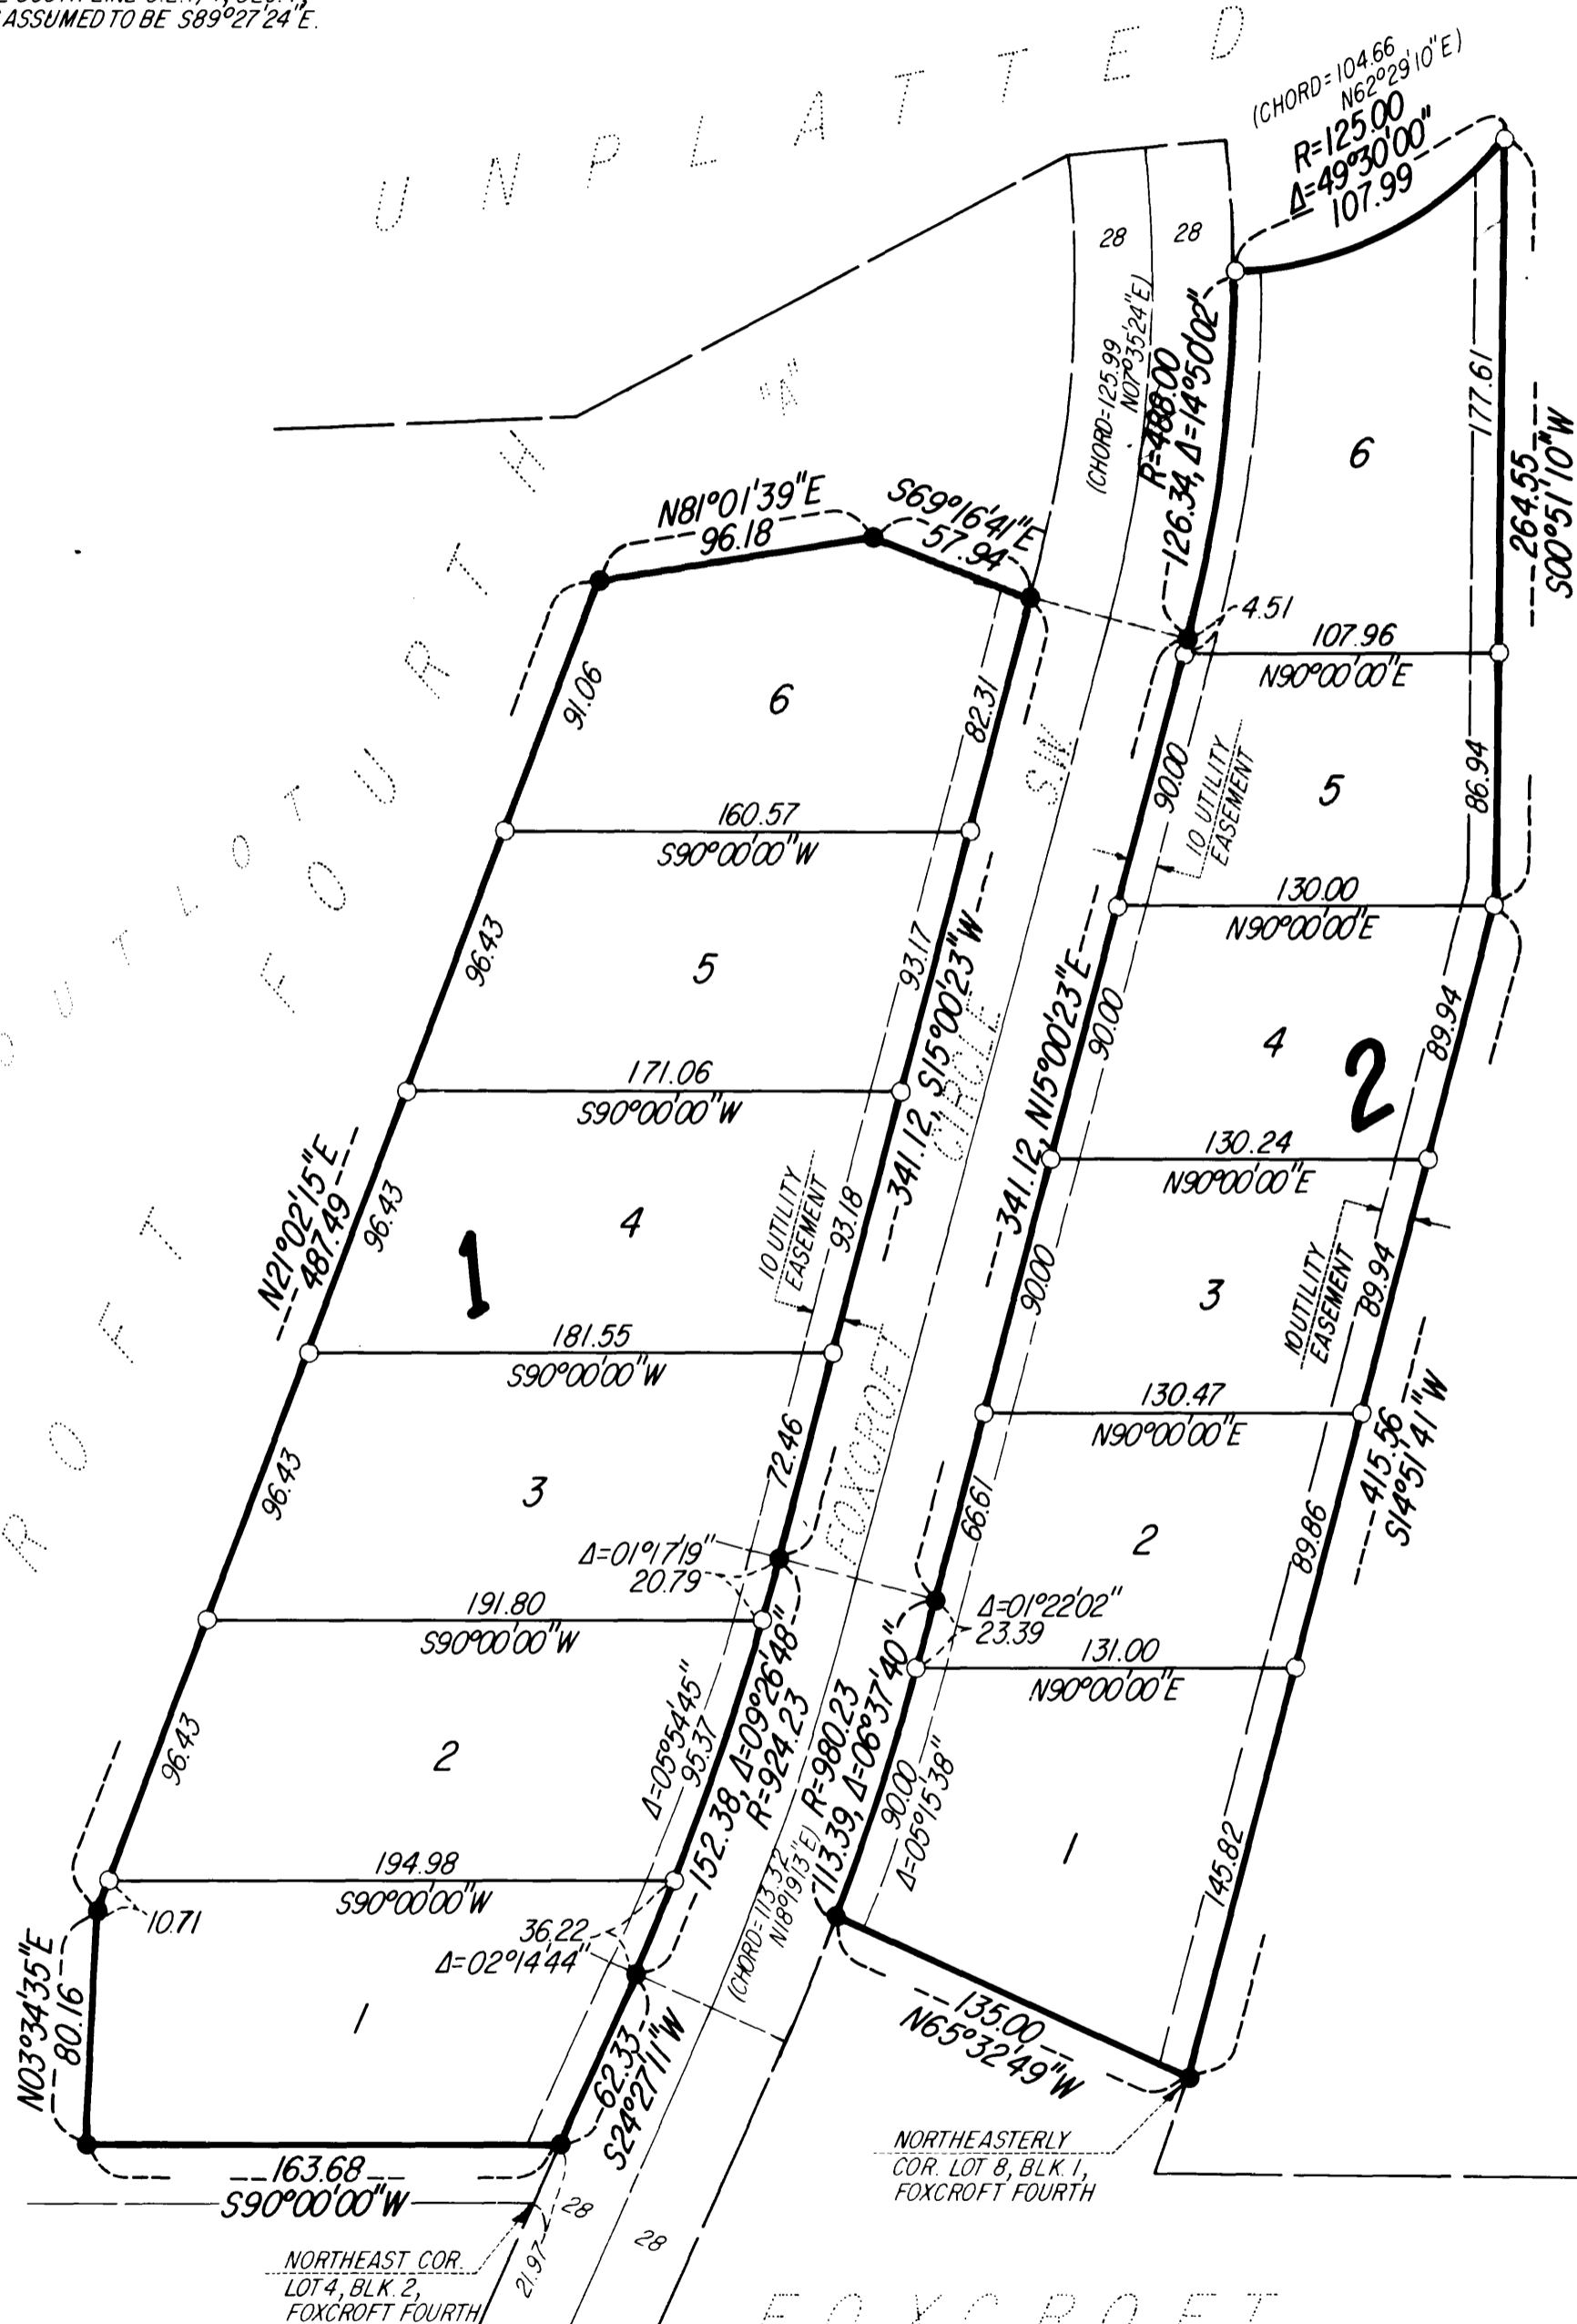 ASSUMED TO BE S89°27'24"E.
UNPLATTED
(CHORD=104.66
N62°29'10"E)
R=125.00
Δ=49°30'00"
107.99
28
28
(CHORD=125.99
N07°35'24"E)
R=488.00
126.34, Δ=14°50'02"
6
177.61
264.55
S00°51'10"W
"A"
N81°01'39"E
96.18
S69°16'41"E
57.94
4.51
107.96
N90°00'00"E
91.06
6
82.31
S.W.
90.00
10 UTILITY
EASEMENT
5
86.94
160.57
S90°00'00"W
130.00
N90°00'00"E
96.43
5
93.17
341.12, S15°00'23"W
341.12, N15°00'23"E
90.00
4
2
89.94
171.06
S90°00'00"W
CIRCLE
130.24
N90°00'00"E
N21°02'15"E
487.49
96.43
1
4
10 UTILITY
EASEMENT
93.18
90.00
3
10 UTILITY
EASEMENT
89.94
181.55
S90°00'00"W
FOXCROFT
130.47
N90°00'00"E
415.56
S14°51'41"W
96.43
3
72.46
66.61
2
89.86
Δ=01°17'19"
20.79
Δ=01°22'02"
23.39
191.80
S90°00'00"W
131.00
N90°00'00"E
96.43
2
Δ=05°54'45"
95.37
152.38, Δ=09°26'48"
R=924.23
(CHORD=113.32
N18°19'13"E)
R=980.23
113.39, Δ=06°37'40"
90.00
Δ=05°15'38"
1
145.82
194.98
S90°00'00"W
10.71
36.22
Δ=02°14'44"
N03°34'35"E
80.16
1
62.33
S24°27'11"W
135.00
N65°32'49"W
163.68
S90°00'00"W
28
28
21.97
NORTHEAST COR.
LOT 4, BLK. 2,
FOXCROFT FOURTH
NORTHEASTERLY
COR. LOT 8, BLK. 1,
FOXCROFT FOURTH
FOURTH
FOXCROFT